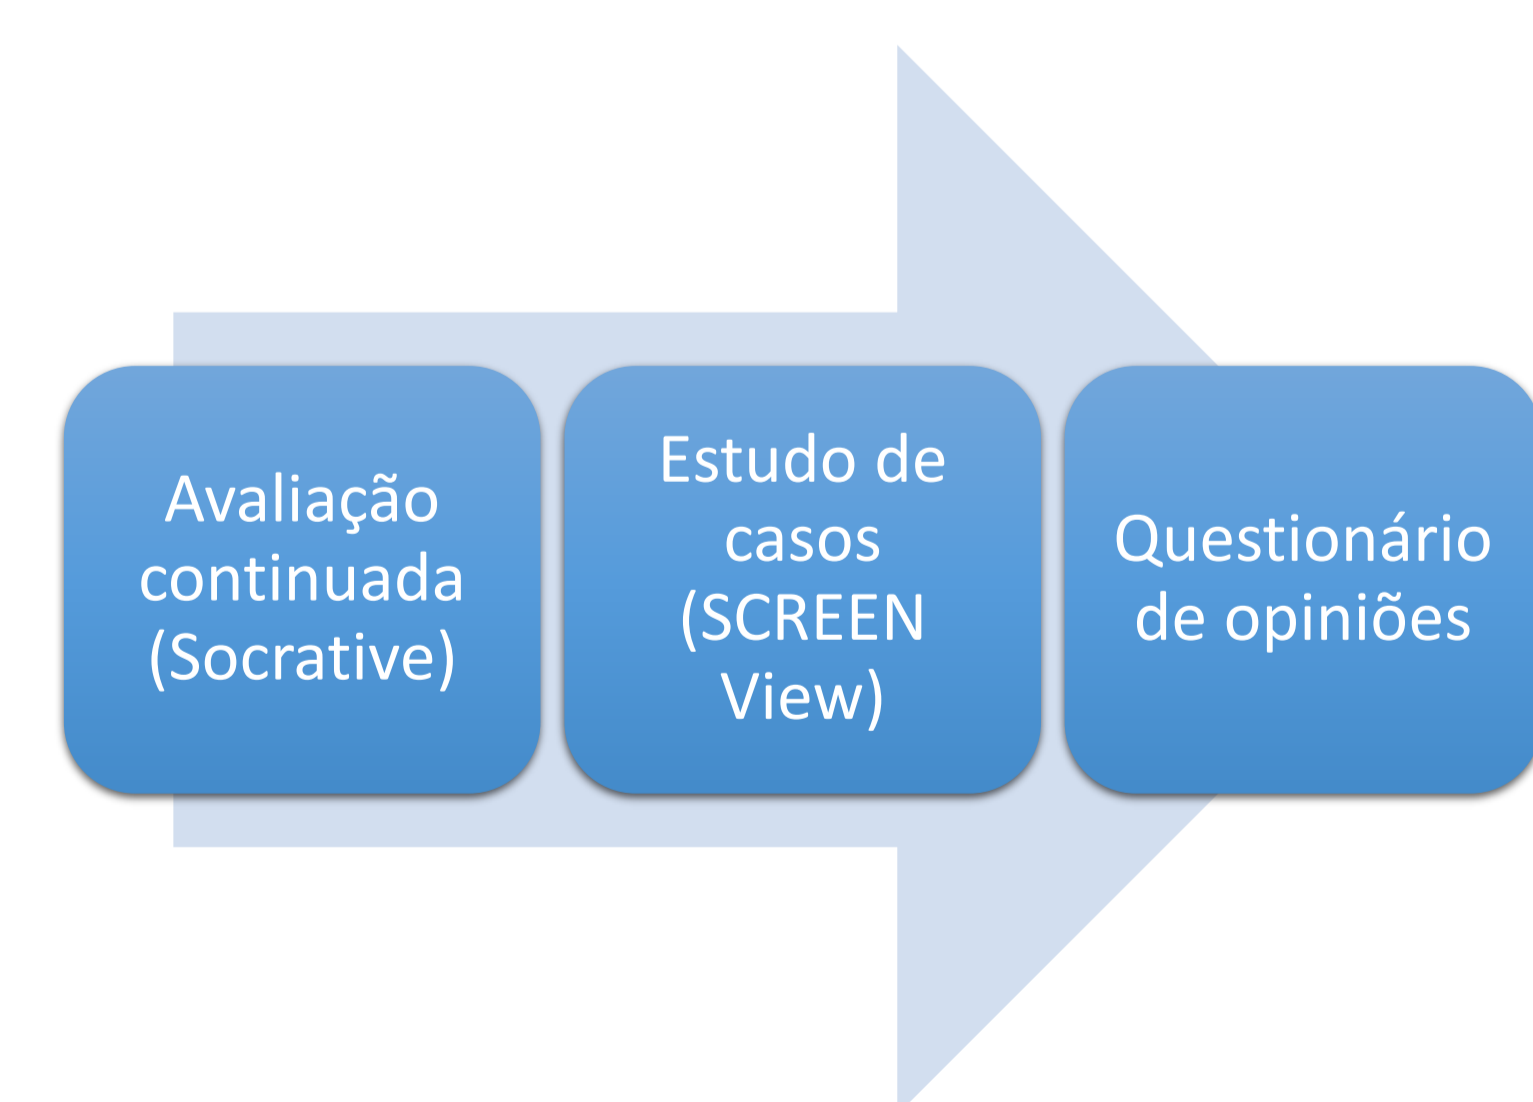 Avaliação
continuada
(Socrative)
Estudo de
casos
(SCREEN
View)
Questionário
de opiniões